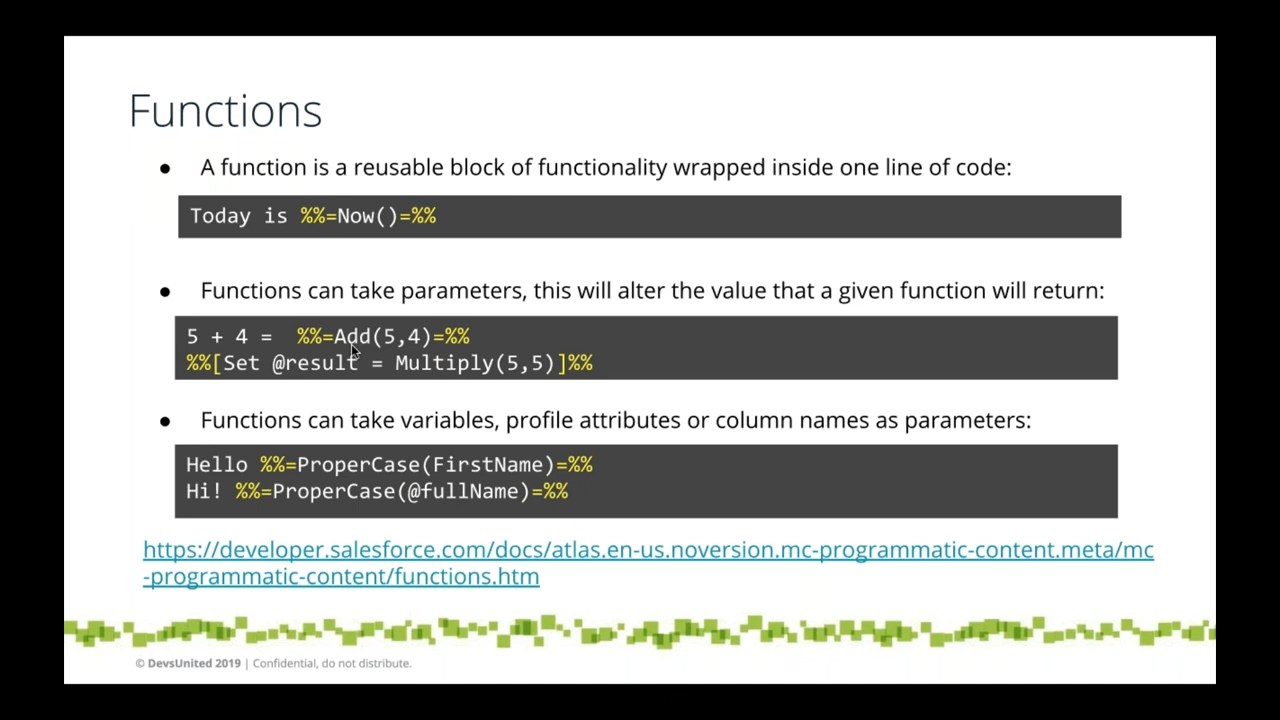 Functions
● A function is a reusable block of functionality wrapped inside one line of code:
Today is %%=Now()=%%
● Functions can take parameters, this will alter the value that a given function will return:
5 + 4 =  %%=Add(5,4)=%%
%%[Set @result = Multiply(5,5)]%%
● Functions can take variables, profile attributes or column names as parameters:
Hello %%=ProperCase(FirstName)=%%
Hi! %%=ProperCase(@fullName)=%%
https://developer.salesforce.com/docs/atlas.en-us.noversion.mc-programmatic-content.meta/mc
-programmatic-content/functions.htm
© DevsUnited 2019 | Confidential, do not distribute.